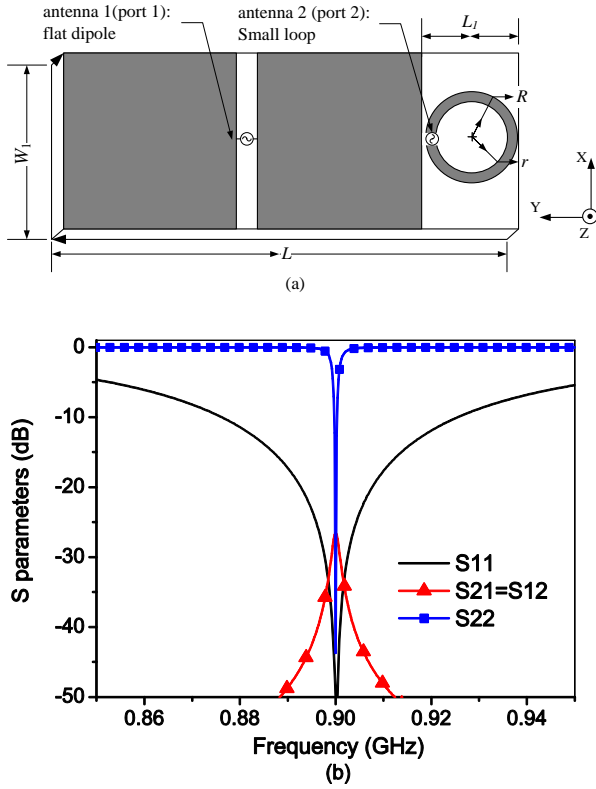 antenna 1(port 1):
flat dipole
antenna 2 (port 2):
Small loop
L1
R
r
W1
X
Y
Z
L
(a)
S parameters (dB)
0
-10
-20
-30
-40
-50
S11
S21=S12
S22
0.86 0.88 0.90 0.92 0.94
Frequency (GHz)
(b)